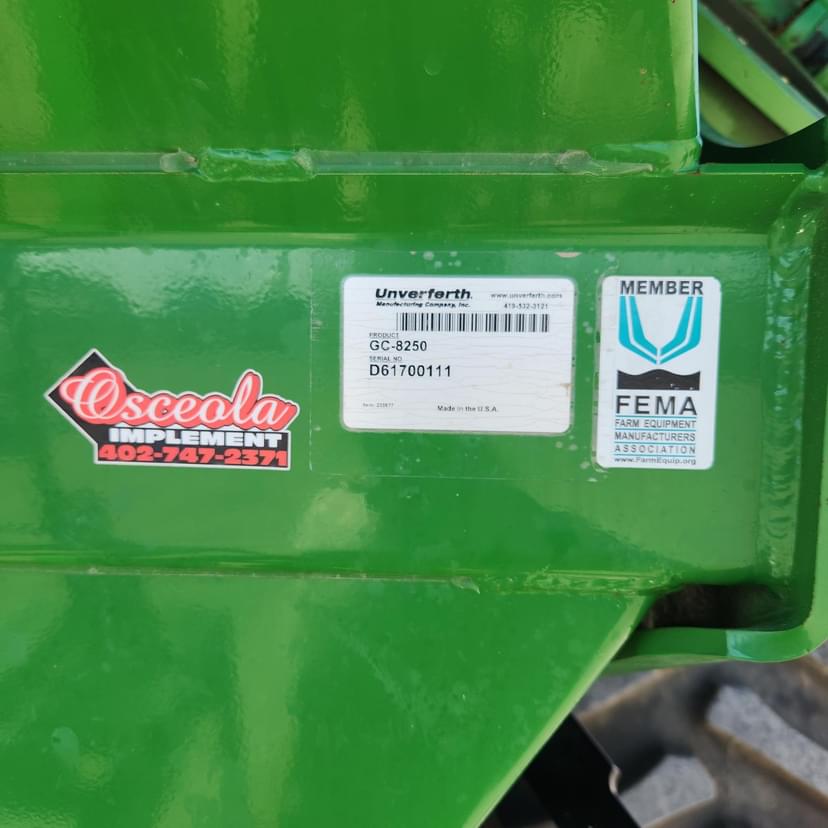 Osceola
IMPLEMENT
402-747-2371
Unverferth
Manufacturing Company, Inc.
www.unverferth.com
419-532-3121
PRODUCT
GC-8250
SERIAL NO.
D61700111
Made in the U.S.A.
MEMBER
FEMA
FARM EQUIPMENT
MANUFACTURERS
ASSOCIATION
www.FarmEquip.org